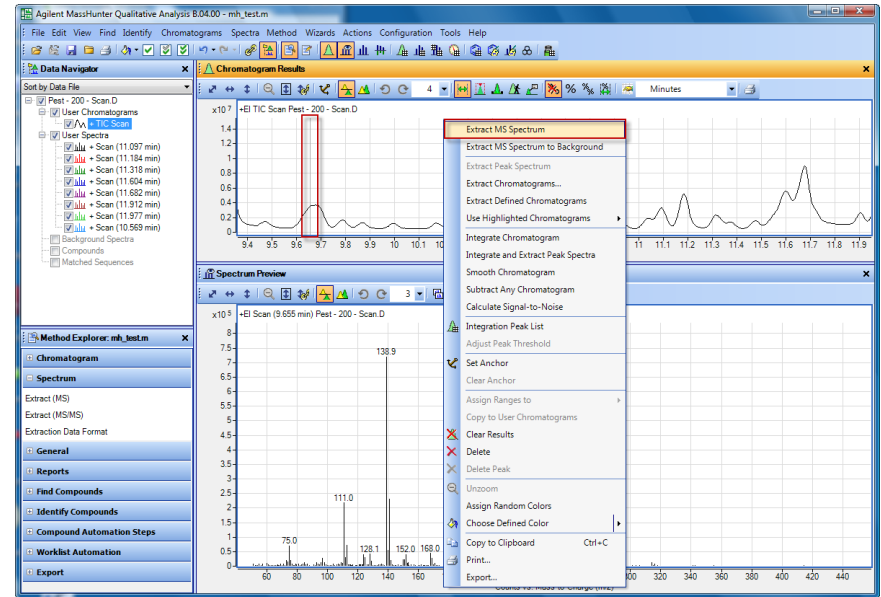 Agilent MassHunter Qualitative Analysis B.04.00 - mh_test.m
File Edit View Find Identify Chromatograms Spectra Method Wizards Actions Configuration Tools Help
Data Navigator
Sort by Data File
Pest - 200 - Scan.D
User Chromatograms
+ TIC Scan
User Spectra
+ Scan (11.097 min)
+ Scan (11.184 min)
+ Scan (11.318 min)
+ Scan (11.604 min)
+ Scan (11.682 min)
+ Scan (11.912 min)
+ Scan (11.977 min)
+ Scan (10.569 min)
Background Spectra
Compounds
Matched Sequences
Method Explorer: mh_test.m
Chromatogram
Spectrum
Extract (MS)
Extract (MS/MS)
Extraction Data Format
General
Reports
Find Compounds
Identify Compounds
Compound Automation Steps
Worklist Automation
Export
Chromatogram Results
4
Minutes
x10 7
+EI TIC Scan Pest - 200 - Scan.D
1.4
1.2
1
0.8
0.6
0.4
0.2
0
9.4 9.5 9.6 9.7 9.8 9.9 10 10.1 10 11 11.1 11.2 11.3 11.4 11.5 11.6 11.7 11.8 11.9
Spectrum Preview
3
x10 5
+EI Scan (9.655 min) Pest - 200 - Scan.D
8
7.5
7
6.5
6
5.5
5
4.5
4
3.5
3
2.5
2
1.5
1
0.5
0
138.9
111.0
75.0
128.1
152.0
168.0
60 80 100 120 140 160 300 320 340 360 380 400 420 440
Counts vs. Mass-to-Charge (m/z)
Extract MS Spectrum
Extract MS Spectrum to Background
Extract Peak Spectrum
Extract Chromatograms...
Extract Defined Chromatograms
Use Highlighted Chromatograms
Integrate Chromatogram
Integrate and Extract Peak Spectra
Smooth Chromatogram
Subtract Any Chromatogram
Calculate Signal-to-Noise
Integration Peak List
Adjust Peak Threshold
Set Anchor
Clear Anchor
Assign Ranges to
Copy to User Chromatograms
Clear Results
Delete
Delete Peak
Unzoom
Assign Random Colors
Choose Defined Color
Copy to Clipboard Ctrl+C
Print...
Export...